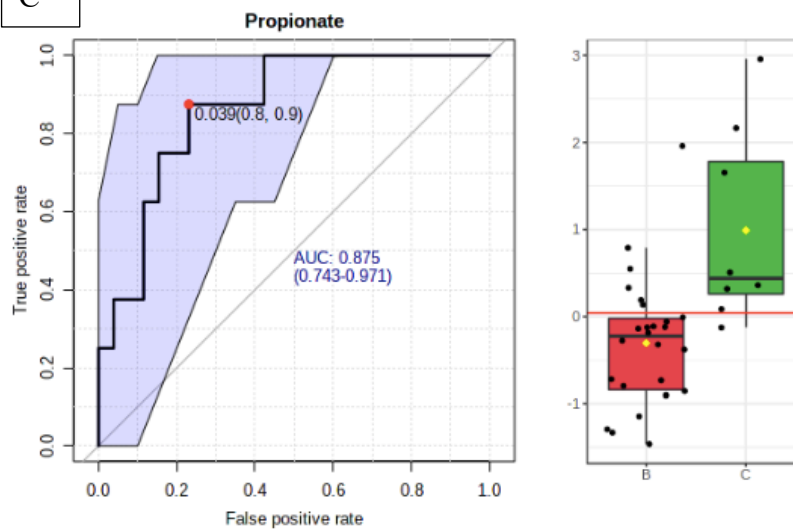 C
Propionate
1.0
0.8
0.6
0.4
0.2
0.0
True positive rate
0.039(0.8, 0.9)
AUC: 0.875
(0.743-0.971)
0.0 0.2 0.4 0.6 0.8 1.0
False positive rate
3
2
1
0
-1
B C